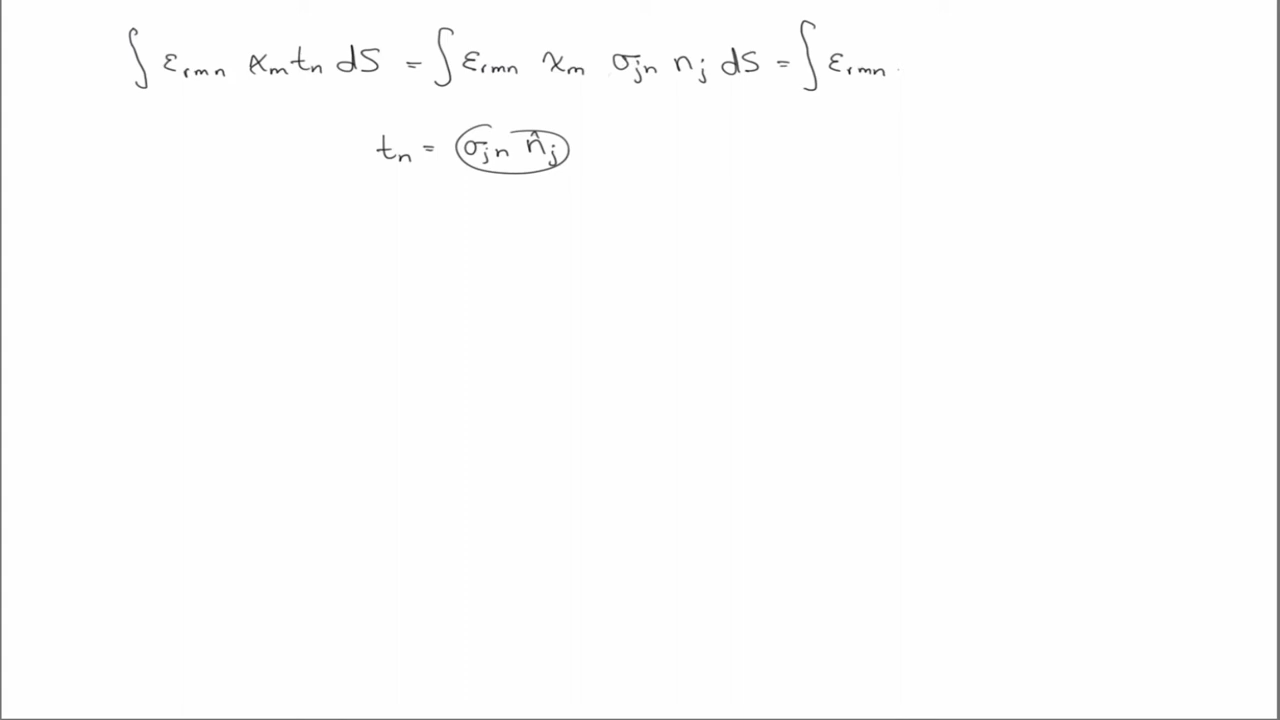 ∫ ε_rmn x_m t_n dS = ∫ ε_rmn x_m σ_jn n_j dS = ∫ ε_rmn
t_n = σ_jn n̂_j